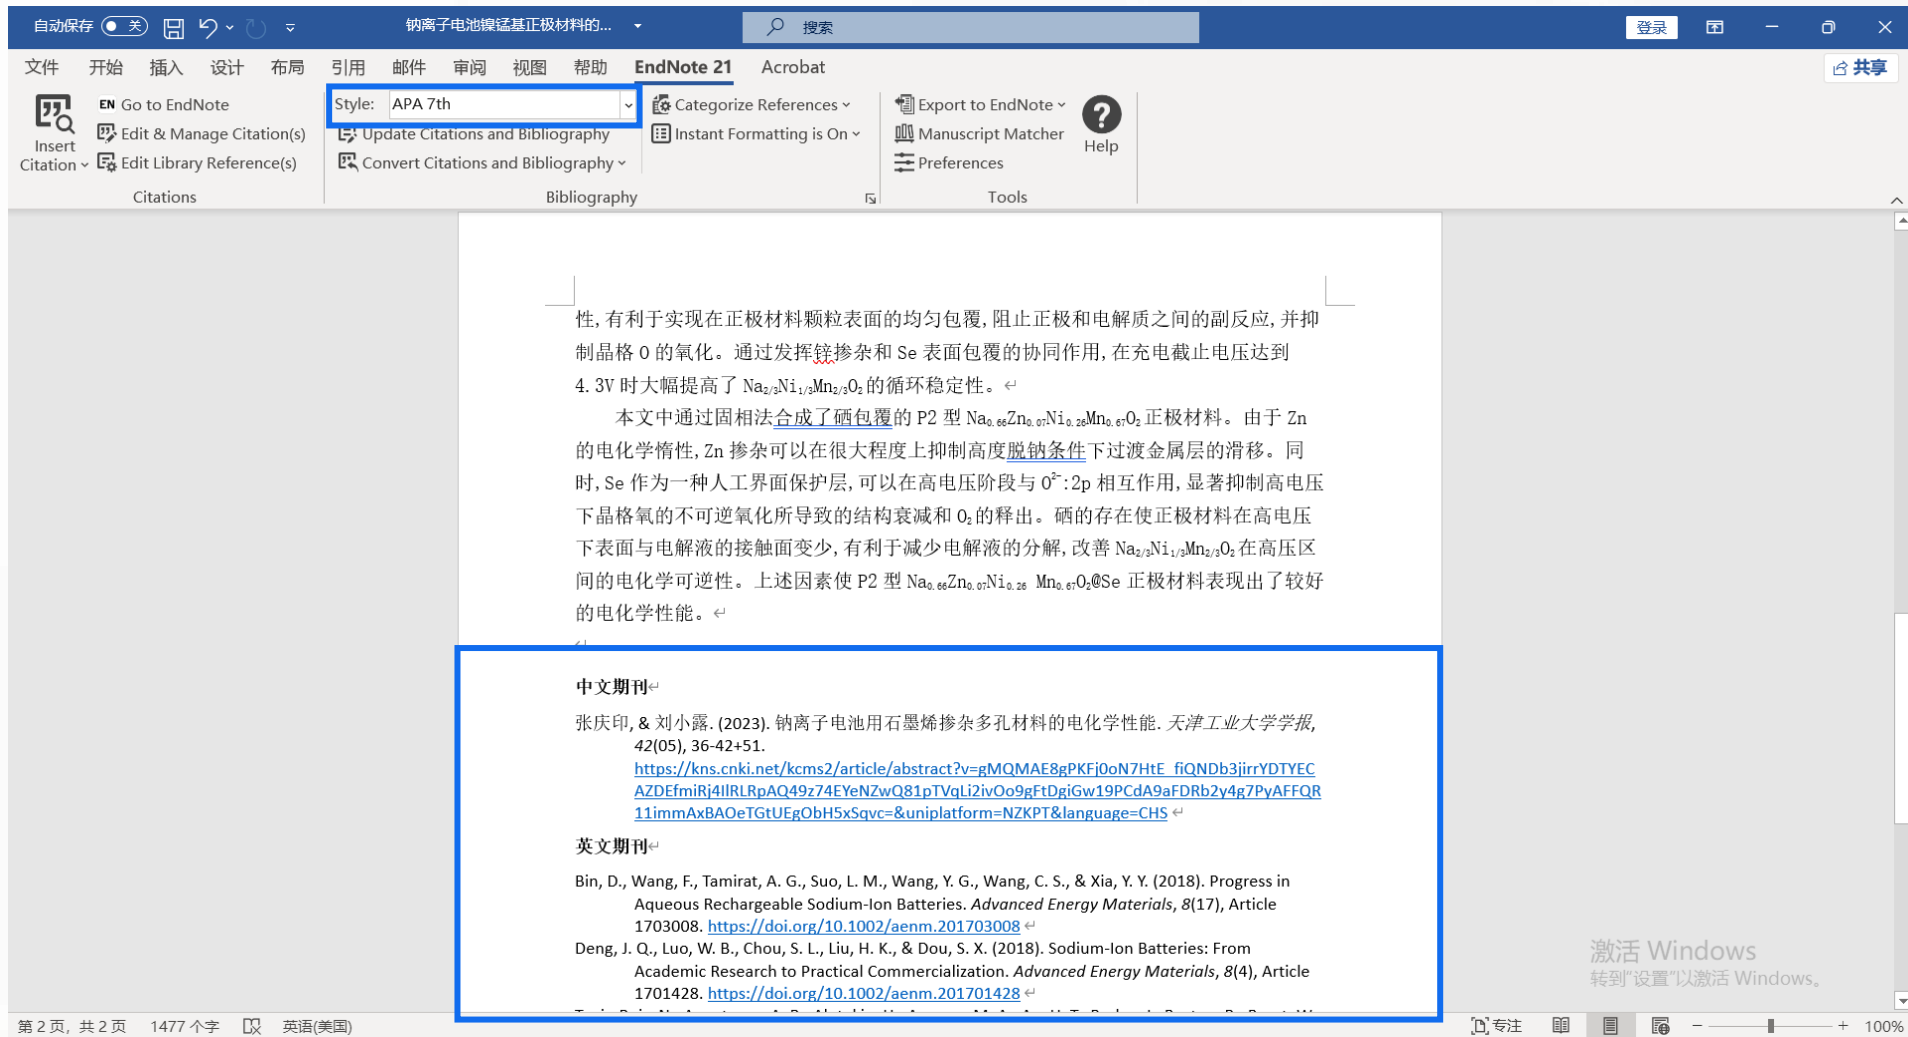 自动保存 关 钠离子电池镍锰基正极材料的... 搜索 登录
文件 开始 插入 设计 布局 引用 邮件 审阅 视图 帮助 EndNote 21 Acrobat 共享
Insert Citation
EN Go to EndNote
Edit & Manage Citation(s)
Edit Library Reference(s)
Citations
Style: APA 7th
Update Citations and Bibliography
Convert Citations and Bibliography
Categorize References
Instant Formatting is On
Bibliography
Export to EndNote
Manuscript Matcher
Preferences
Help
Tools
性,有利于实现在正极材料颗粒表面的均匀包覆,阻止正极和电解质之间的副反应,并抑
制晶格 O 的氧化。通过发挥锌掺杂和 Se 表面包覆的协同作用,在充电截止电压达到
4.3V 时大幅提高了 Na₂/₃Ni₁/₃Mn₂/₃O₂的循环稳定性。
本文中通过固相法合成了硒包覆的 P2 型 Na₀.₆₆Zn₀.₀₇Ni₀.₂₆Mn₀.₆₇O₂正极材料。由于 Zn
的电化学惰性,Zn 掺杂可以在很大程度上抑制高度脱钠条件下过渡金属层的滑移。同
时,Se 作为一种人工界面保护层,可以在高电压阶段与 O²⁻:2p 相互作用,显著抑制高电压
下晶格氧的不可逆氧化所导致的结构衰减和 O₂的释出。硒的存在使正极材料在高电压
下表面与电解液的接触面变少,有利于减少电解液的分解,改善 Na₂/₃Ni₁/₃Mn₂/₃O₂在高压区
间的电化学可逆性。上述因素使 P2 型 Na₀.₆₆Zn₀.₀₇Ni₀.₂₆ Mn₀.₆₇O₂@Se 正极材料表现出了较好
的电化学性能。
中文期刊
张庆印, & 刘小露. (2023). 钠离子电池用石墨烯掺杂多孔材料的电化学性能. 天津工业大学学报,
42(05), 36-42+51.
https://kns.cnki.net/kcms2/article/abstract?v=gMQMAE8gPKFj0oN7HtE_fiQNDb3jirrYDTYEC
AZDEfmiRj4IlRLRpAQ49z74EYeNZwQ81pTVqLi2ivOo9gFtDgiGw19PCdA9aFDRb2y4g7PyAFFQR
11immAxBAOeTGtUEgObH5xSqvc=&uniplatform=NZKPT&language=CHS
英文期刊
Bin, D., Wang, F., Tamirat, A. G., Suo, L. M., Wang, Y. G., Wang, C. S., & Xia, Y. Y. (2018). Progress in
Aqueous Rechargeable Sodium-Ion Batteries. Advanced Energy Materials, 8(17), Article
1703008. https://doi.org/10.1002/aenm.201703008
Deng, J. Q., Luo, W. B., Chou, S. L., Liu, H. K., & Dou, S. X. (2018). Sodium-Ion Batteries: From
Academic Research to Practical Commercialization. Advanced Energy Materials, 8(4), Article
1701428. https://doi.org/10.1002/aenm.201701428
激活 Windows
转到“设置”以激活 Windows。
第 2 页，共 2 页 1477 个字 英语(美国) 专注 100%